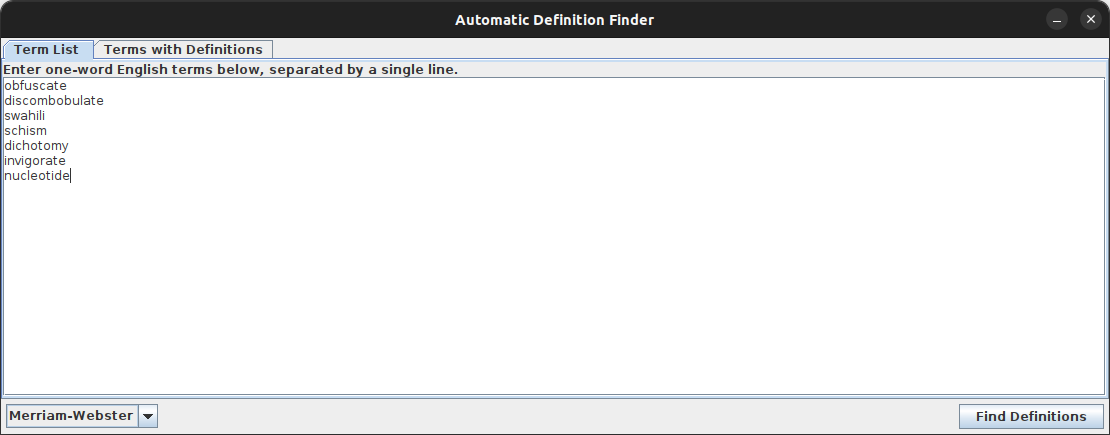 Automatic Definition Finder
Term List
Terms with Definitions
Enter one-word English terms below, separated by a single line.
obfuscate
discombobulate
swahili
schism
dichotomy
invigorate
nucleotide
Merriam-Webster
Find Definitions